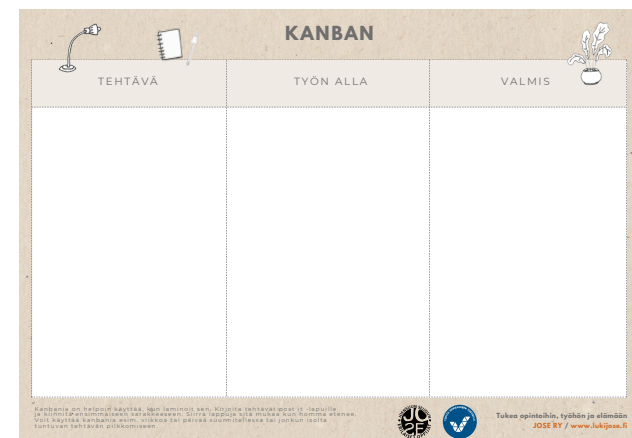 KANBAN
TEHTÄVÄ
TYÖN ALLA
VALMIS
Kanbania on helpoin käyttää, kun laminoit sen. Kirjoita tehtävät post it -lapuille
ja kiinnitä ensimmäiseen sarakkeeseen. Siirrä lappuja sitä mukaa kun homma etenee.
Voit käyttää kanbania esim. viikkoa tai päivää suunnitellessa tai jonkun isolta
tuntuvan tehtävän pilkkomiseen.
Tukea opintoihin, työhön ja elämään
JOSE RY / www.lukijose.fi